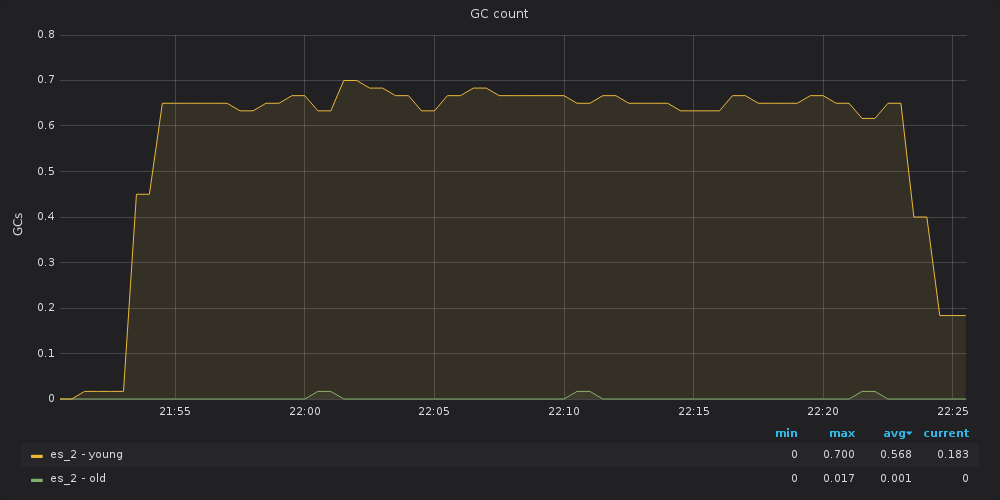 GC count
0.8
0.7
0.6
0.5
0.4
0.3
0.2
0.1
0
GCs
21:55 22:00 22:05 22:10 22:15 22:20 22:25
min max avg current
es_2 - young 0 0.700 0.568 0.183
es_2 - old 0 0.017 0.001 0